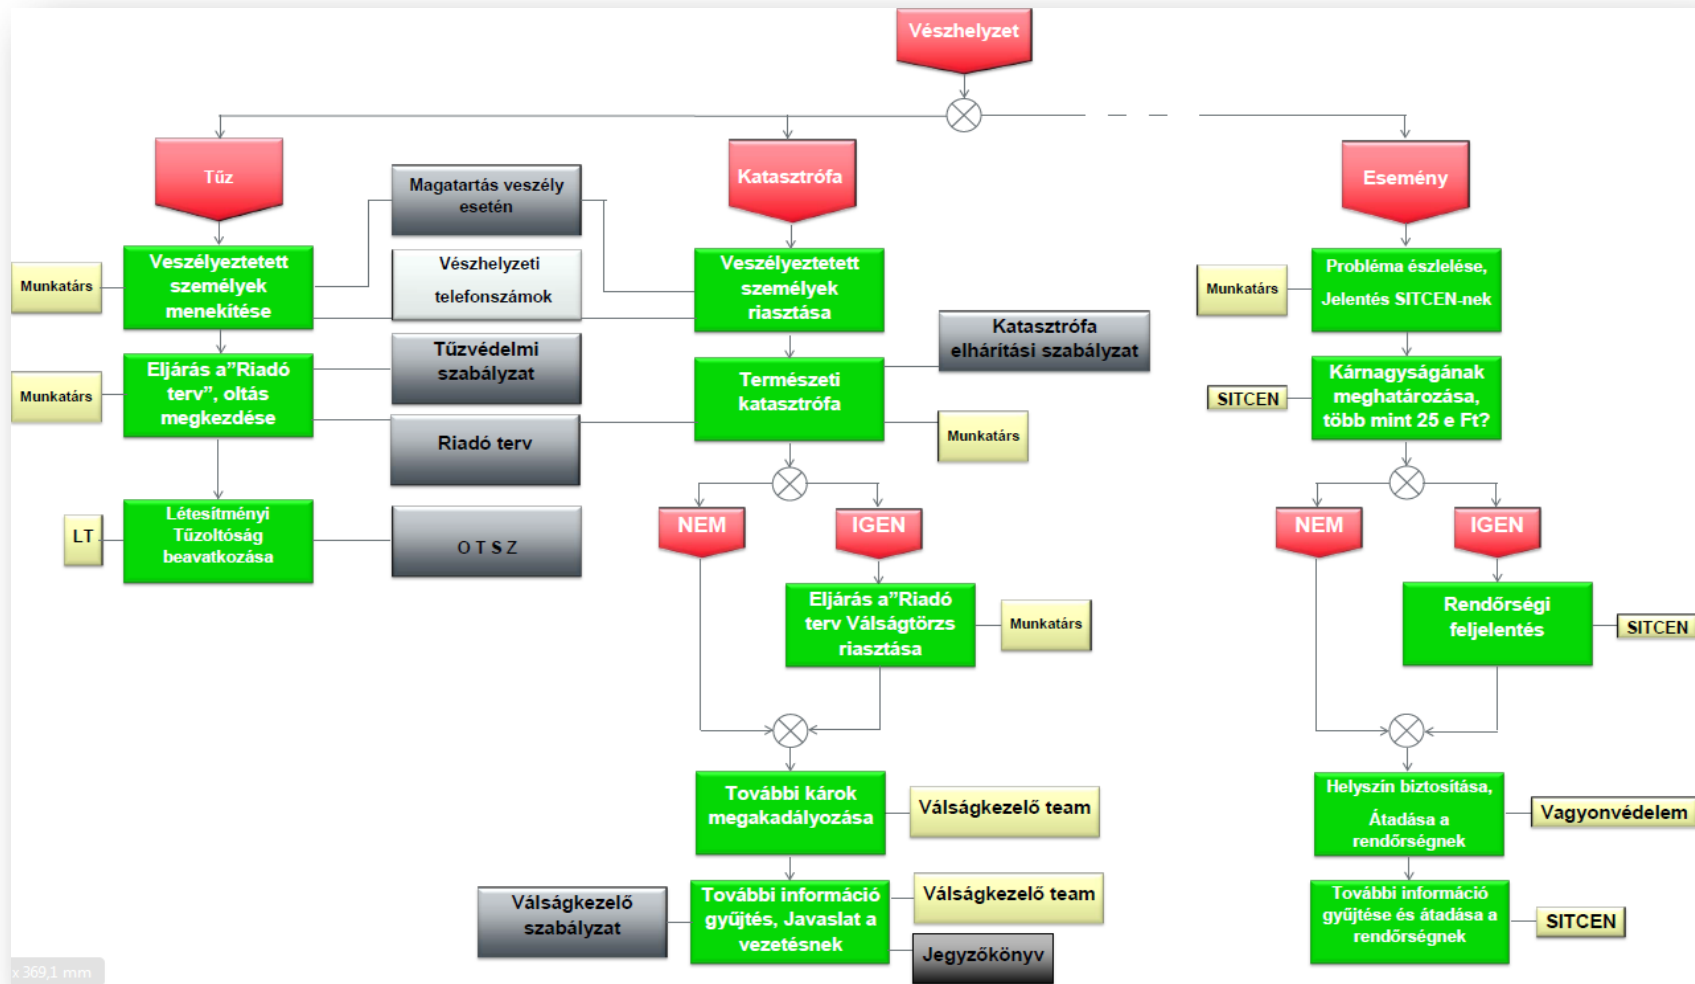 Vészhelyzet
Tűz
Magatartás veszély
esetén
Katasztrófa
Esemény
Munkatárs
Veszélyeztetett
személyek
menekítése
Vészhelyzeti
telefonszámok
Veszélyeztetett
személyek
riasztása
Munkatárs
Probléma észlelése,
Jelentés SITCEN-nek
Munkatárs
Eljárás a”Riadó
terv”, oltás
megkezdése
Tűzvédelmi
szabályzat
Természeti
katasztrófa
Katasztrófa
elhárítási szabályzat
SITCEN
Kárnagyságának
meghatározása,
több mint 25 e Ft?
Riadó terv
Munkatárs
LT
Létesítményi
Tűzoltóság
beavatkozása
O T S Z
NEM
IGEN
NEM
IGEN
Eljárás a”Riadó
terv Válságtörzs
riasztása
Munkatárs
Rendőrségi
feljelentés
SITCEN
További károk
megakadályozása
Válságkezelő team
Helyszín biztosítása,
Átadása a
rendőrségnek
Vagyonvédelem
Válságkezelő
szabályzat
További információ
gyűjtés, Javaslat a
vezetésnek
Válságkezelő team
Jegyzőkönyv
További információ
gyűjtése és átadása a
rendőrségnek
SITCEN
x 369,1 mm